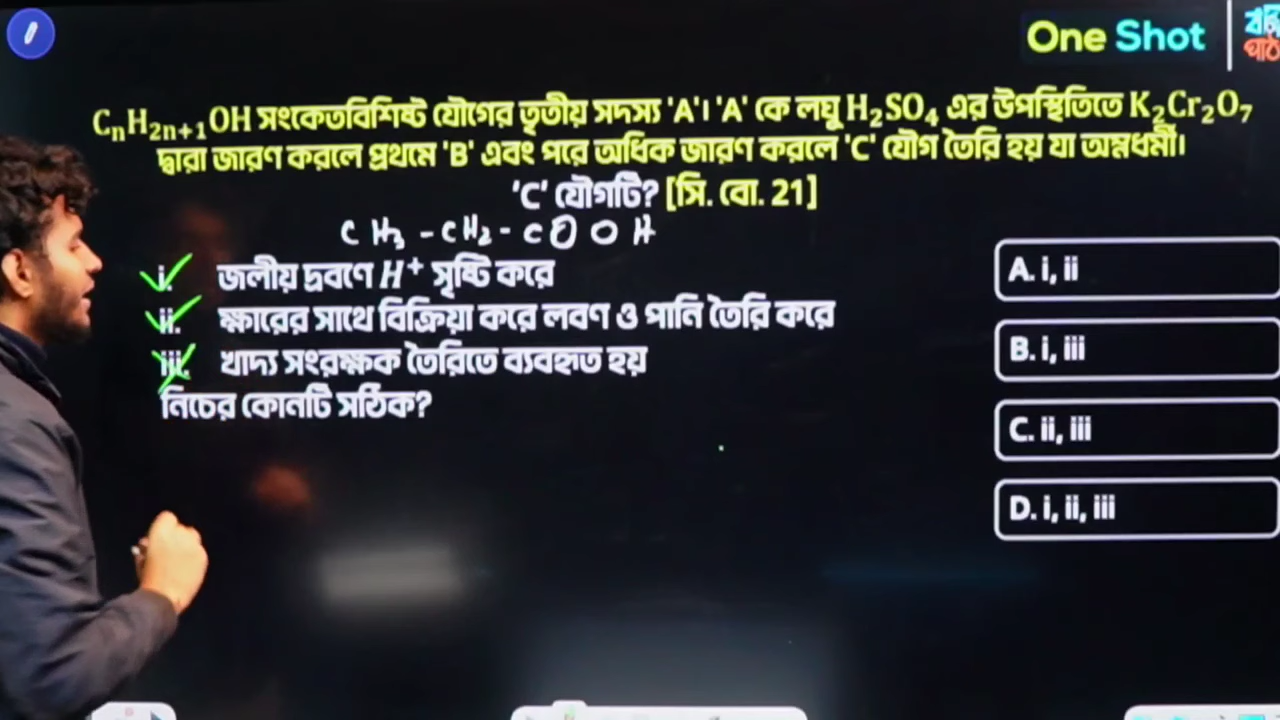 One Shot
CₙH₂ₙ₊₁OH সংকেতবিশিষ্ট যৌগের তৃতীয় সদস্য 'A'। 'A' কে লঘু H₂SO₄ এর উপস্থিতিতে K₂Cr₂O₇
দ্বারা জারণ করলে প্রথমে 'B' এবং পরে অধিক জারণ করলে 'C' যৌগ তৈরি হয় যা অম্লধর্মী।
'C' যৌগটি? [সি. বো. 21]
CH₃ - CH₂ - COOH
i. জলীয় দ্রবণে H⁺ সৃষ্টি করে
ii. ক্ষারের সাথে বিক্রিয়া করে লবণ ও পানি তৈরি করে
iii. খাদ্য সংরক্ষক তৈরিতে ব্যবহৃত হয়
নিচের কোনটি সঠিক?
A. i, ii
B. i, iii
C. ii, iii
D. i, ii, iii